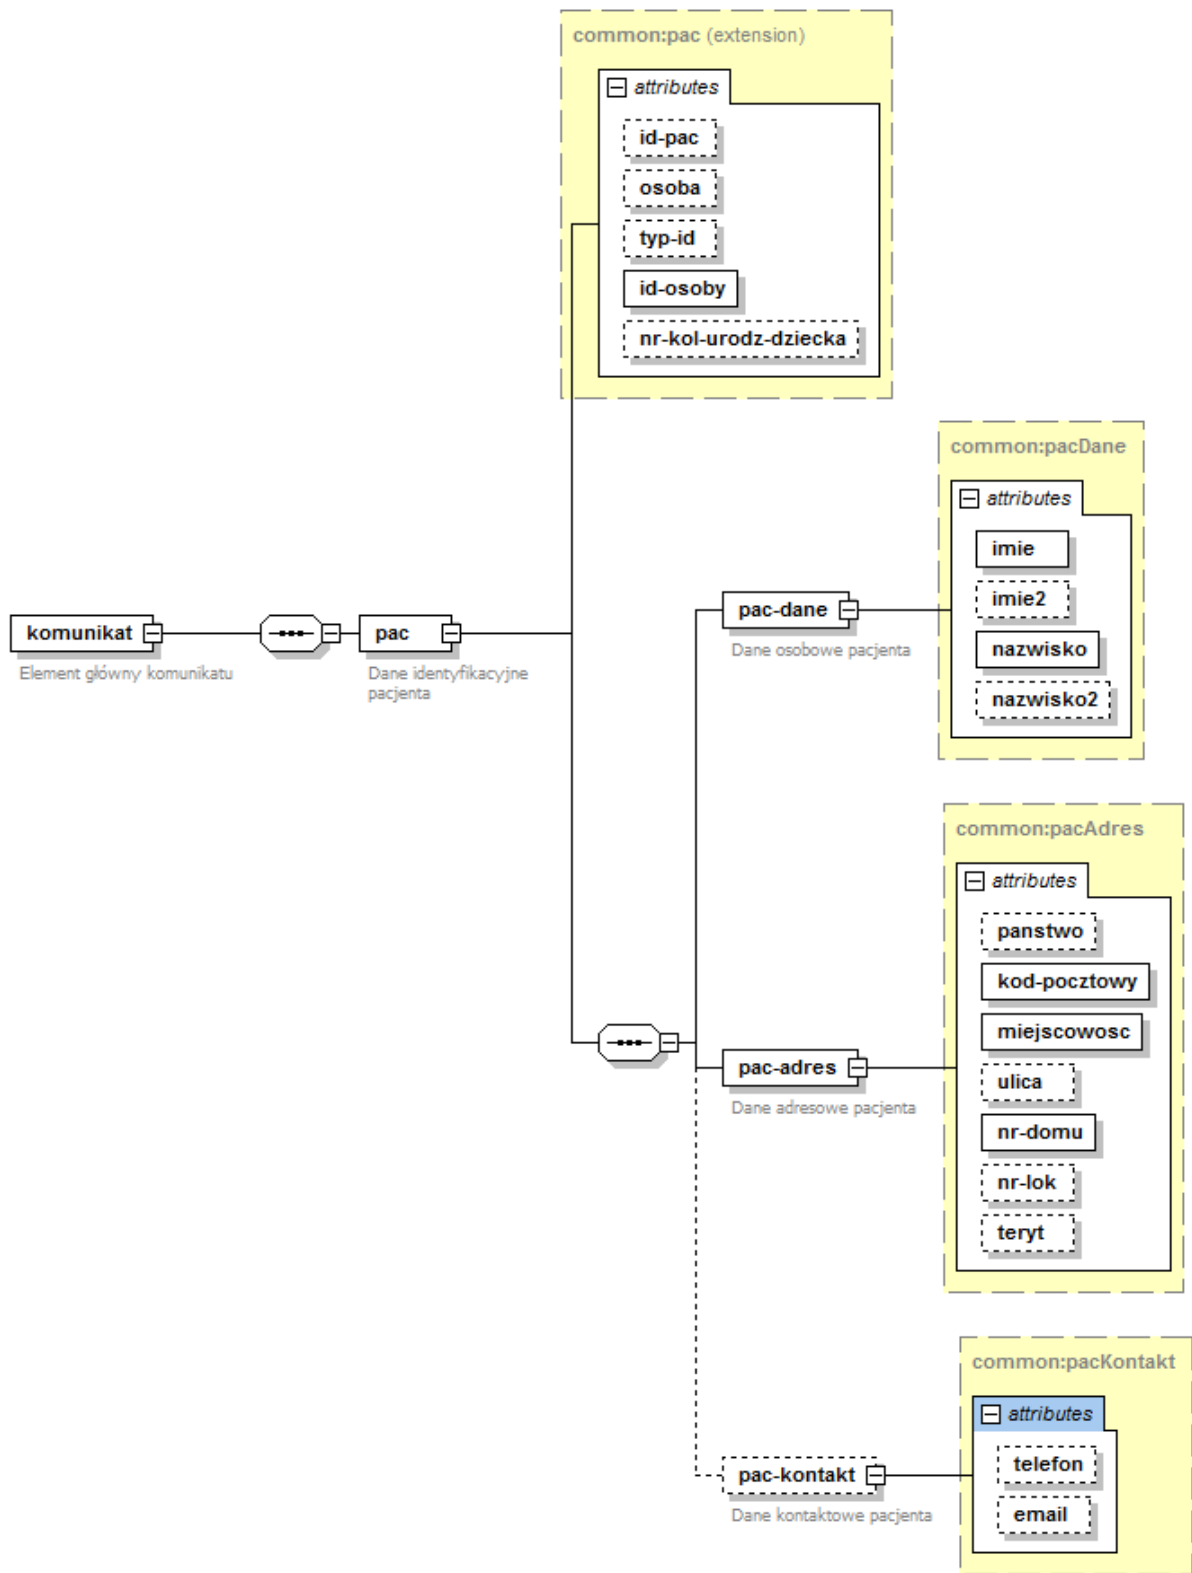 common:pac (extension)
attributes
id-pac
osoba
typ-id
id-osoby
nr-kol-urodz-dziecka
common:pacDane
attributes
imie
imie2
nazwisko
nazwisko2
komunikat
Element główny komunikatu
pac
Dane identyfikacyjne
pacjenta
pac-dane
Dane osobowe pacjenta
common:pacAdres
attributes
panstwo
kod-pocztowy
miejscowosc
ulica
nr-domu
nr-lok
teryt
pac-adres
Dane adresowe pacjenta
common:pacKontakt
attributes
telefon
email
pac-kontakt
Dane kontaktowe pacjenta